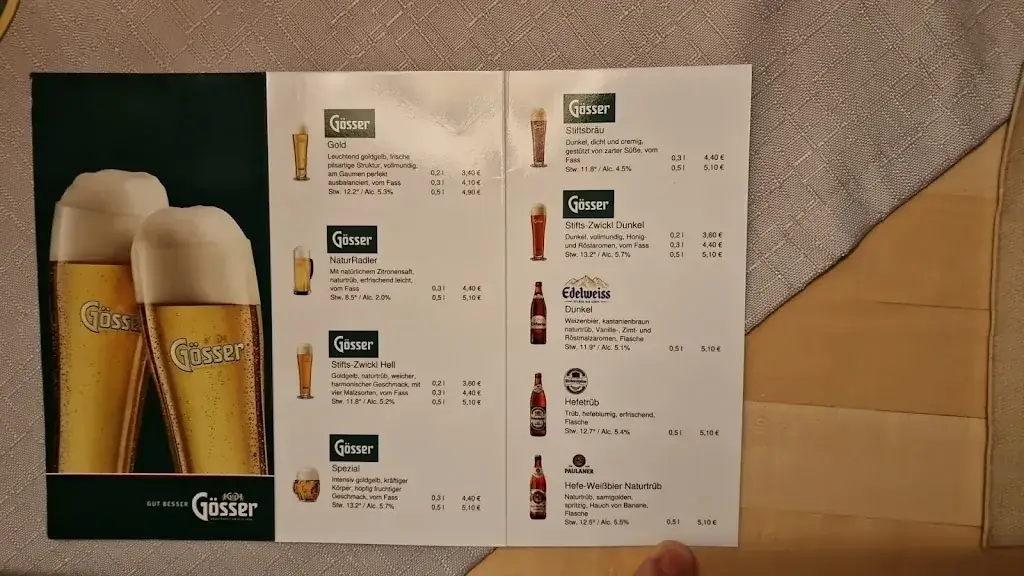 Gösser
Gösser
GUT BESSER Gösser
Gösser
Gold
Leuchtend goldgelb, frische
pilsartige Struktur, vollmundig,
am Gaumen perfekt 0,2 l 3,40 €
ausbalanciert, vom Fass 0,3 l 4,10 €
Stw. 12.2° / Alc. 5.3% 0,5 l 4,90 €
Gösser
NaturRadler
Mit natürlichem Zitronensaft,
naturtrüb, erfrischend leicht,
vom Fass 0,3 l 4,40 €
Stw. 8.5° / Alc. 2.0% 0,5 l 5,10 €
Gösser
Stifts-Zwickl Hell
Goldgelb, naturtrüb, weicher,
harmonischer Geschmack, mit 0,2 l 3,60 €
vier Malzsorten, vom Fass 0,3 l 4,40 €
Stw. 11.8° / Alc. 5.2% 0,5 l 5,10 €
Gösser
Spezial
Intensiv goldgelb, kräftiger
Körper, hopfig fruchtiger
Geschmack, vom Fass 0,3 l 4,40 €
Stw. 13.2° / Alc. 5.7% 0,5 l 5,10 €
Gösser
Stiftsbräu
Dunkel, dicht und cremig,
gestützt von zarter Süße, vom
Fass 0,3 l 4,40 €
Stw. 11.8° / Alc. 4.5% 0,5 l 5,10 €
Gösser
Stifts-Zwickl Dunkel
Dunkel, vollmundig, Honig- 0,2 l 3,60 €
und Röstaromen, vom Fass 0,3 l 4,40 €
Stw. 13.2° / Alc. 5.7% 0,5 l 5,10 €
Edelweiss
Dunkel
Weizenbier, kastanienbraun
naturtrüb, Vanille-, Zimt- und
Röstmalzaromen, Flasche
Stw. 11.9° / Alc. 5.1% 0,5 l 5,10 €
Hefetrüb
Trüb, hefeblumig, erfrischend,
Flasche
Stw. 12.7° / Alc. 5.4% 0,5 l 5,10 €
PAULANER
Hefe-Weißbier Naturtrüb
Naturtrüb, samtgolden,
spritzig, Hauch von Banane,
Flasche
Stw. 12.5° / Alc. 5.5% 0,5 l 5,10 €